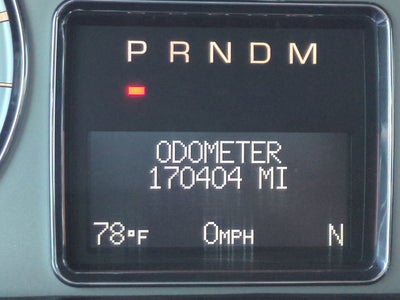 P R N D M
ODOMETER
170404 MI
78°F 0MPH N